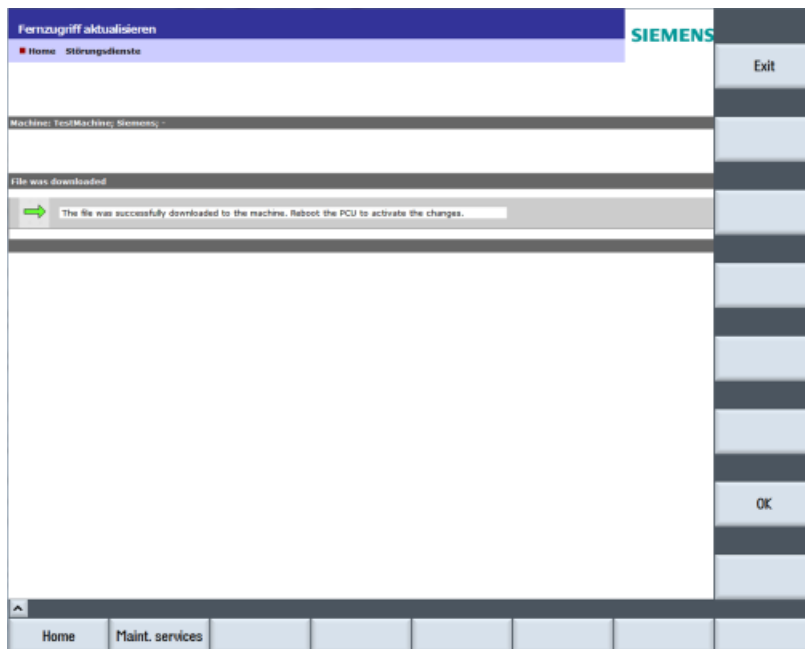 Fernzugriff aktualisieren
SIEMENS
Home Störungsdienste
Exit
Machine: TestMachine; Siemens; -
File was downloaded
The file was successfully downloaded to the machine. Reboot the PCU to activate the changes.
OK
Home Maint. services